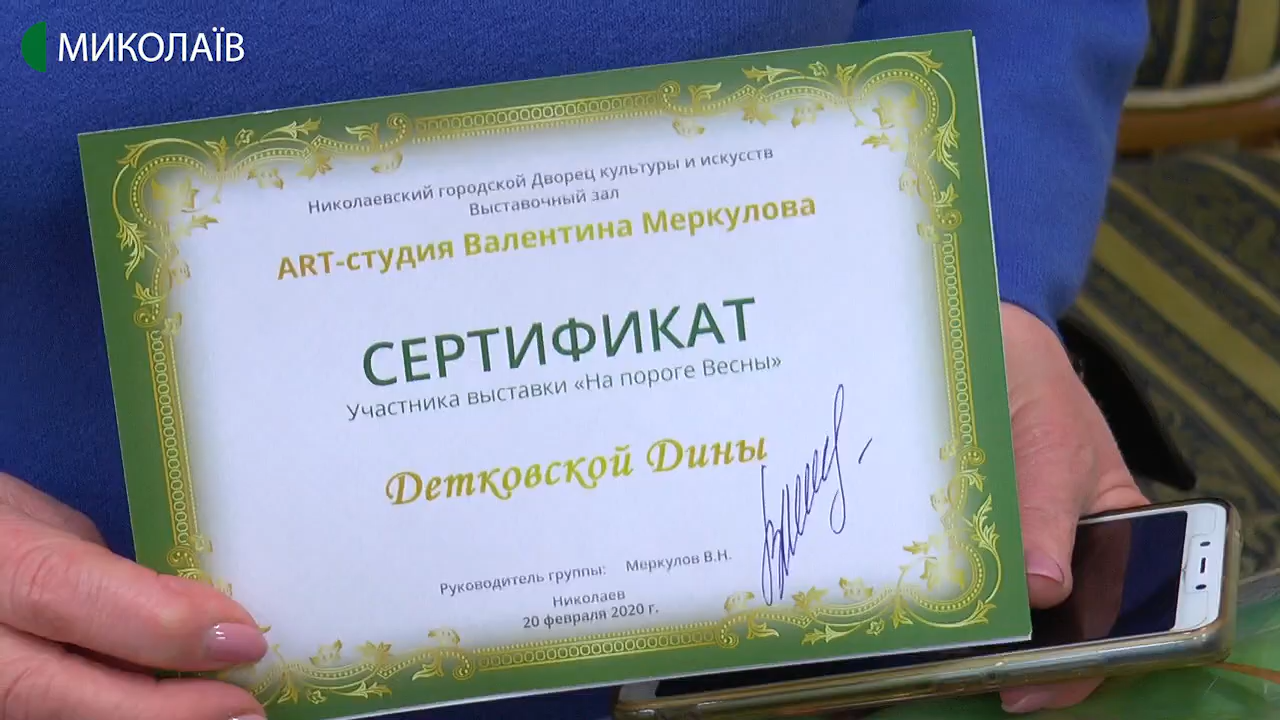 МИКОЛАЇВ
Николаевский городской Дворец культуры и искусств
Выставочный зал
ART-студия Валентина Меркулова
СЕРТИФИКАТ
Участника выставки «На пороге Весны»
Детковской Дины
Руководитель группы: Меркулов В.Н.
Николаев
20 февраля 2020 г.